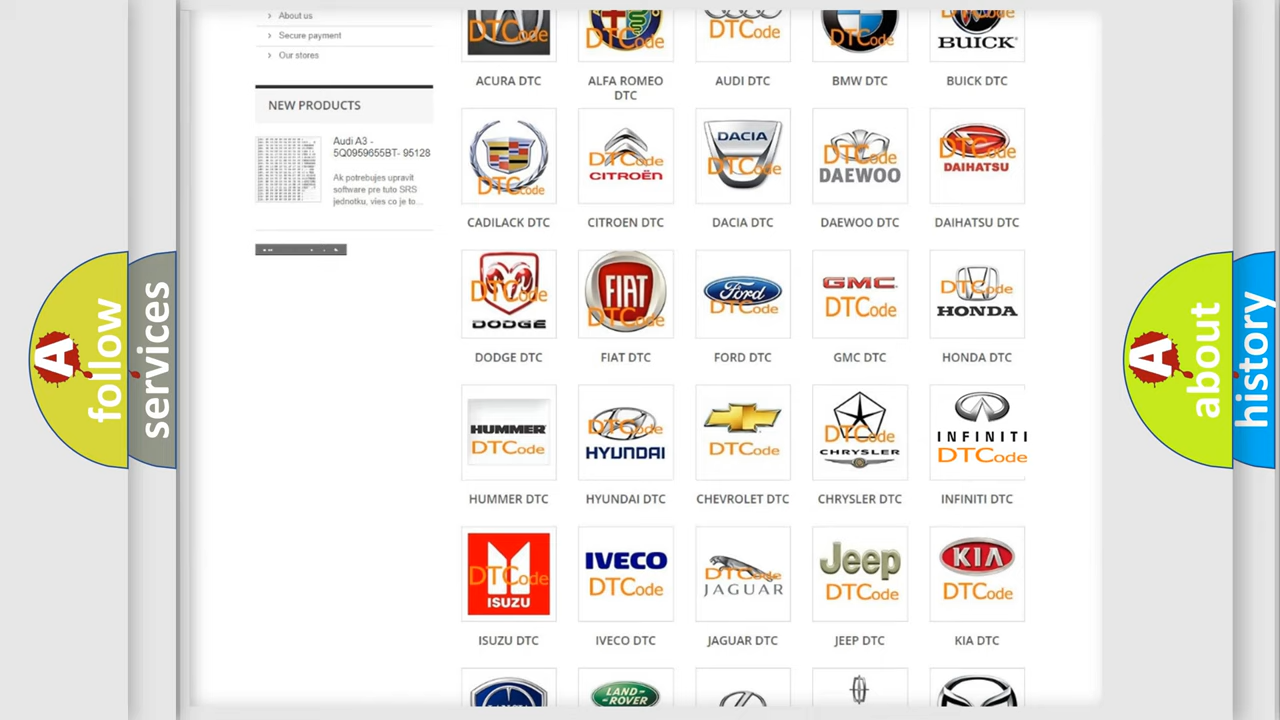 About us
Secure payment
Our stores
NEW PRODUCTS
Audi A3 -
5Q0959655BT- 95128
Ak potrebujes upravit
software pre tuto SRS
jednotku, vies co je to...
DTCode
DTCode
DTCode
DTCode
DTCode
BUICK
ACURA DTC
ALFA ROMEO
DTC
AUDI DTC
BMW DTC
BUICK DTC
DTCode
DTCode
CITROËN
DACIA
DTCode
DTCode
DAEWOO
DTCode
DAIHATSU
CADILACK DTC
CITROEN DTC
DACIA DTC
DAEWOO DTC
DAIHATSU DTC
DTCode
DODGE
FIAT
DTCode
Ford
DTCode
GMC
DTCode
DTCode
HONDA
DODGE DTC
FIAT DTC
FORD DTC
GMC DTC
HONDA DTC
HUMMER
DTCode
DTCode
HYUNDAI
DTCode
DTCode
CHRYSLER
INFINITI
DTCode
HUMMER DTC
HYUNDAI DTC
CHEVROLET DTC
CHRYSLER DTC
INFINITI DTC
DTCode
ISUZU
IVECO
DTCode
DTCode
JAGUAR
Jeep
DTCode
KIA
DTCode
ISUZU DTC
IVECO DTC
JAGUAR DTC
JEEP DTC
KIA DTC
LAND-
ROVER
A follow
services
A about
history